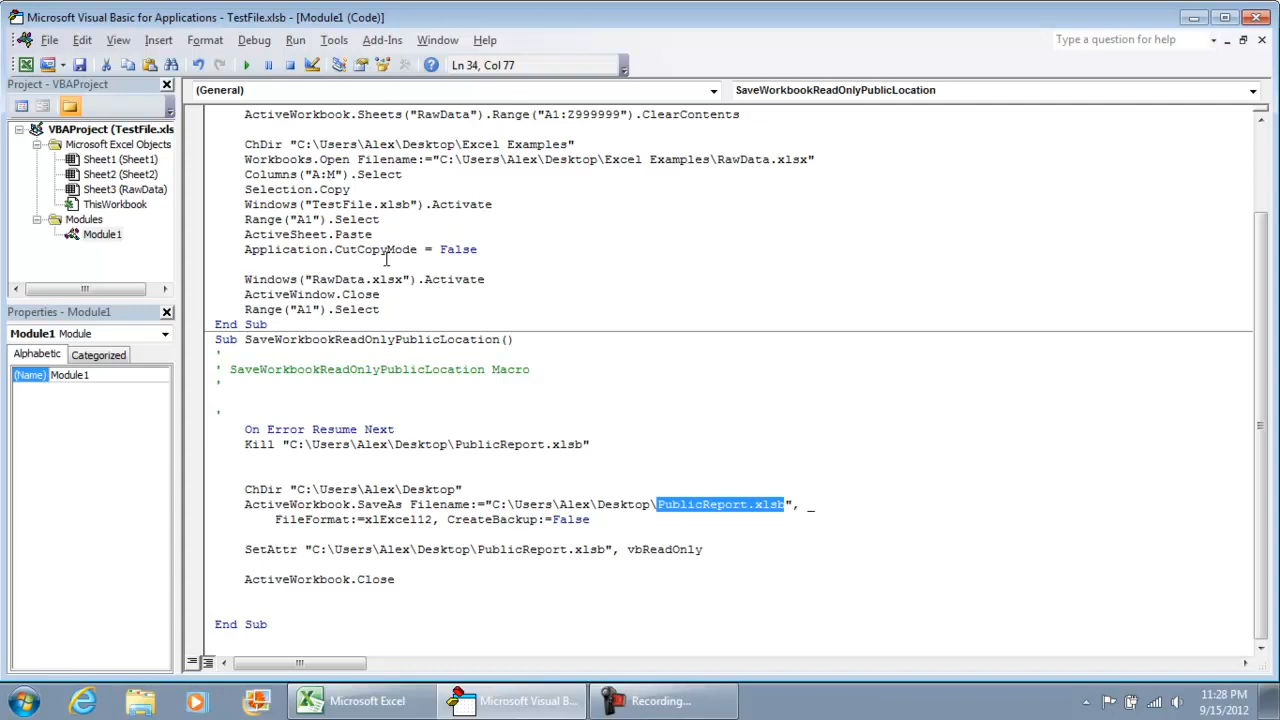 Microsoft Visual Basic for Applications - TestFile.xlsb - [Module1 (Code)]
File Edit View Insert Format Debug Run Tools Add-Ins Window Help
Type a question for help
Ln 34, Col 77
Project - VBAProject
(General)
SaveWorkbookReadOnlyPublicLocation
VBAProject (TestFile.xls
Microsoft Excel Objects
Sheet1 (Sheet1)
Sheet2 (Sheet2)
Sheet3 (RawData)
ThisWorkbook
Modules
Module1
Properties - Module1
Module1 Module
Alphabetic Categorized
(Name) Module1
ActiveWorkbook.Sheets("RawData").Range("A1:Z999999").ClearContents
ChDir "C:\Users\Alex\Desktop\Excel Examples"
Workbooks.Open Filename:="C:\Users\Alex\Desktop\Excel Examples\RawData.xlsx"
Columns("A:M").Select
Selection.Copy
Windows("TestFile.xlsb").Activate
Range("A1").Select
ActiveSheet.Paste
Application.CutCopyMode = False
Windows("RawData.xlsx").Activate
ActiveWindow.Close
Range("A1").Select
End Sub
Sub SaveWorkbookReadOnlyPublicLocation()
'
' SaveWorkbookReadOnlyPublicLocation Macro
'
'
On Error Resume Next
Kill "C:\Users\Alex\Desktop\PublicReport.xlsb"
ChDir "C:\Users\Alex\Desktop"
ActiveWorkbook.SaveAs Filename:="C:\Users\Alex\Desktop\PublicReport.xlsb", _
FileFormat:=xlExcel12, CreateBackup:=False
SetAttr "C:\Users\Alex\Desktop\PublicReport.xlsb", vbReadOnly
ActiveWorkbook.Close
End Sub
Microsoft Excel
Microsoft Visual B...
Recording...
11:28 PM
9/15/2012